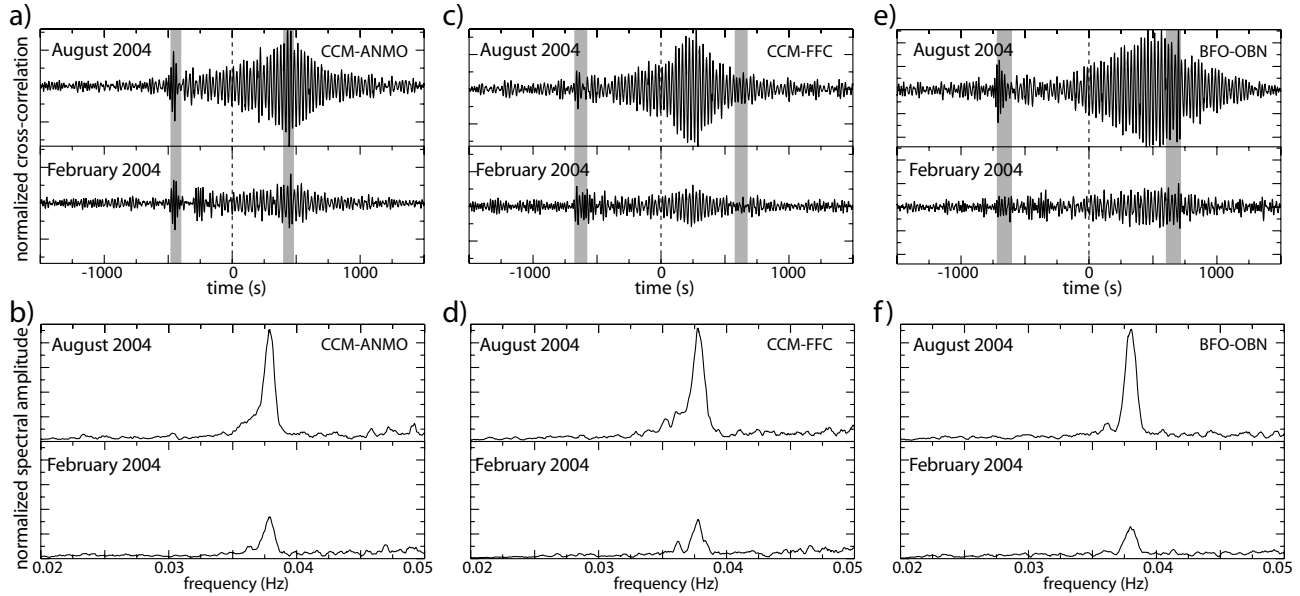 a)
August 2004
CCM-ANMO
February 2004
normalized cross-correlation
-1000
0
1000
time (s)
c)
August 2004
CCM-FFC
February 2004
-1000
0
1000
time (s)
e)
August 2004
BFO-OBN
February 2004
-1000
0
1000
time (s)
b)
August 2004
CCM-ANMO
February 2004
normalized spectral amplitude
0.02
0.03
0.04
0.05
frequency (Hz)
d)
August 2004
CCM-FFC
February 2004
0.02
0.03
0.04
0.05
frequency (Hz)
f)
August 2004
BFO-OBN
February 2004
0.02
0.03
0.04
0.05
frequency (Hz)